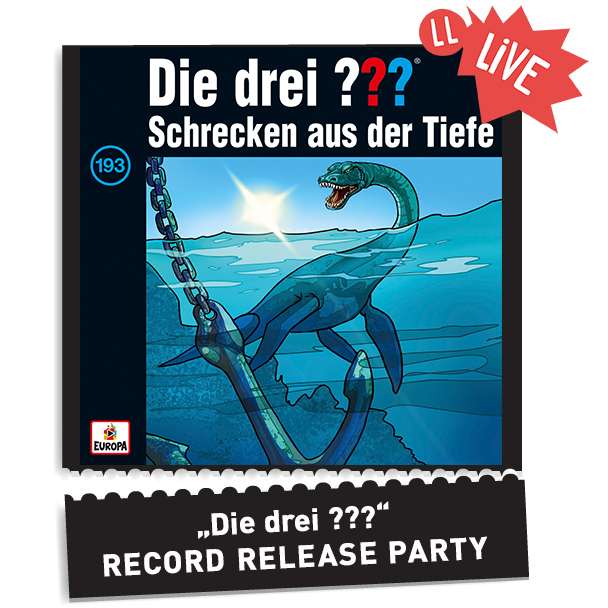 LL
LiVE
Die drei ???®
Schrecken aus der Tiefe
193
EUROPA
„Die drei ???“
RECORD RELEASE PARTY